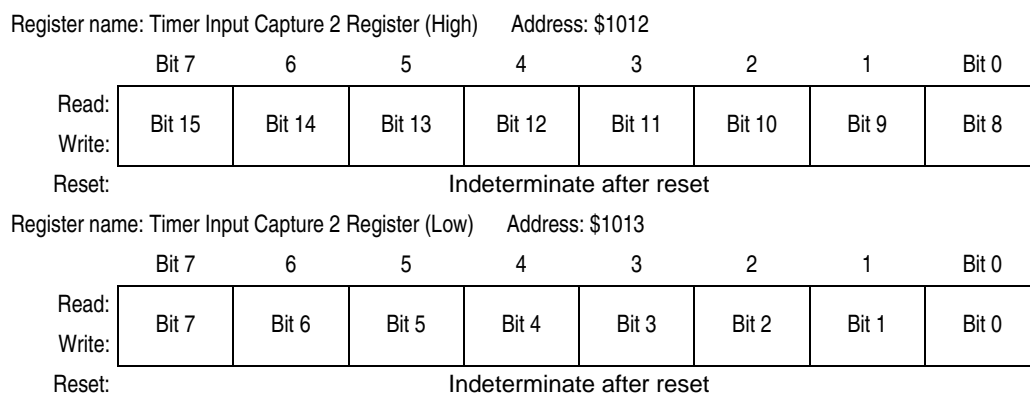 Register name: Timer Input Capture 2 Register (High) Address: $1012
Bit 7 6 5 4 3 2 1 Bit 0
Read:
Bit 15 Bit 14 Bit 13 Bit 12 Bit 11 Bit 10 Bit 9 Bit 8
Write:
Reset: Indeterminate after reset
Register name: Timer Input Capture 2 Register (Low) Address: $1013
Bit 7 6 5 4 3 2 1 Bit 0
Read:
Bit 7 Bit 6 Bit 5 Bit 4 Bit 3 Bit 2 Bit 1 Bit 0
Write:
Reset: Indeterminate after reset